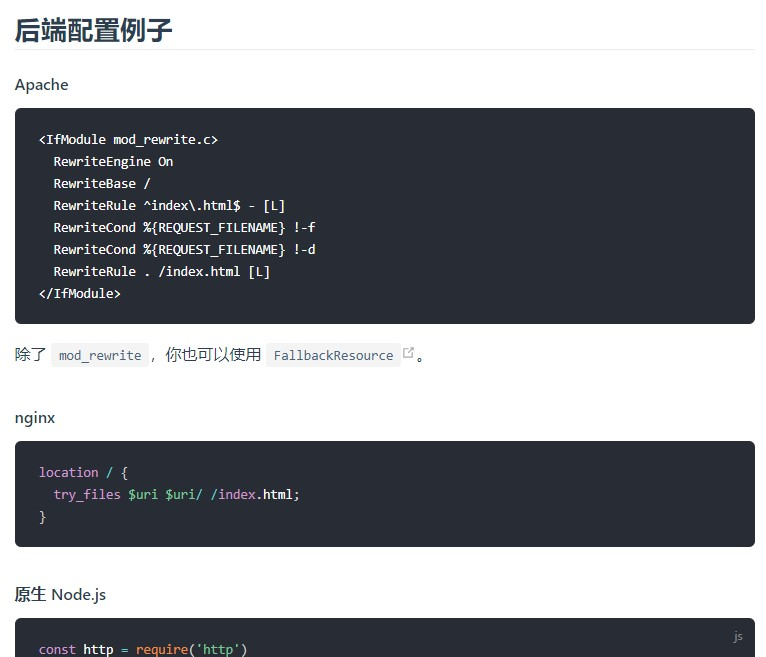 后端配置例子
Apache
<IfModule mod_rewrite.c>
  RewriteEngine On
  RewriteBase /
  RewriteRule ^index\.html$ - [L]
  RewriteCond %{REQUEST_FILENAME} !-f
  RewriteCond %{REQUEST_FILENAME} !-d
  RewriteRule . /index.html [L]
</IfModule>
除了 mod_rewrite，你也可以使用 FallbackResource。
nginx
location / {
  try_files $uri $uri/ /index.html;
}
原生 Node.js
js
const http = require('http')